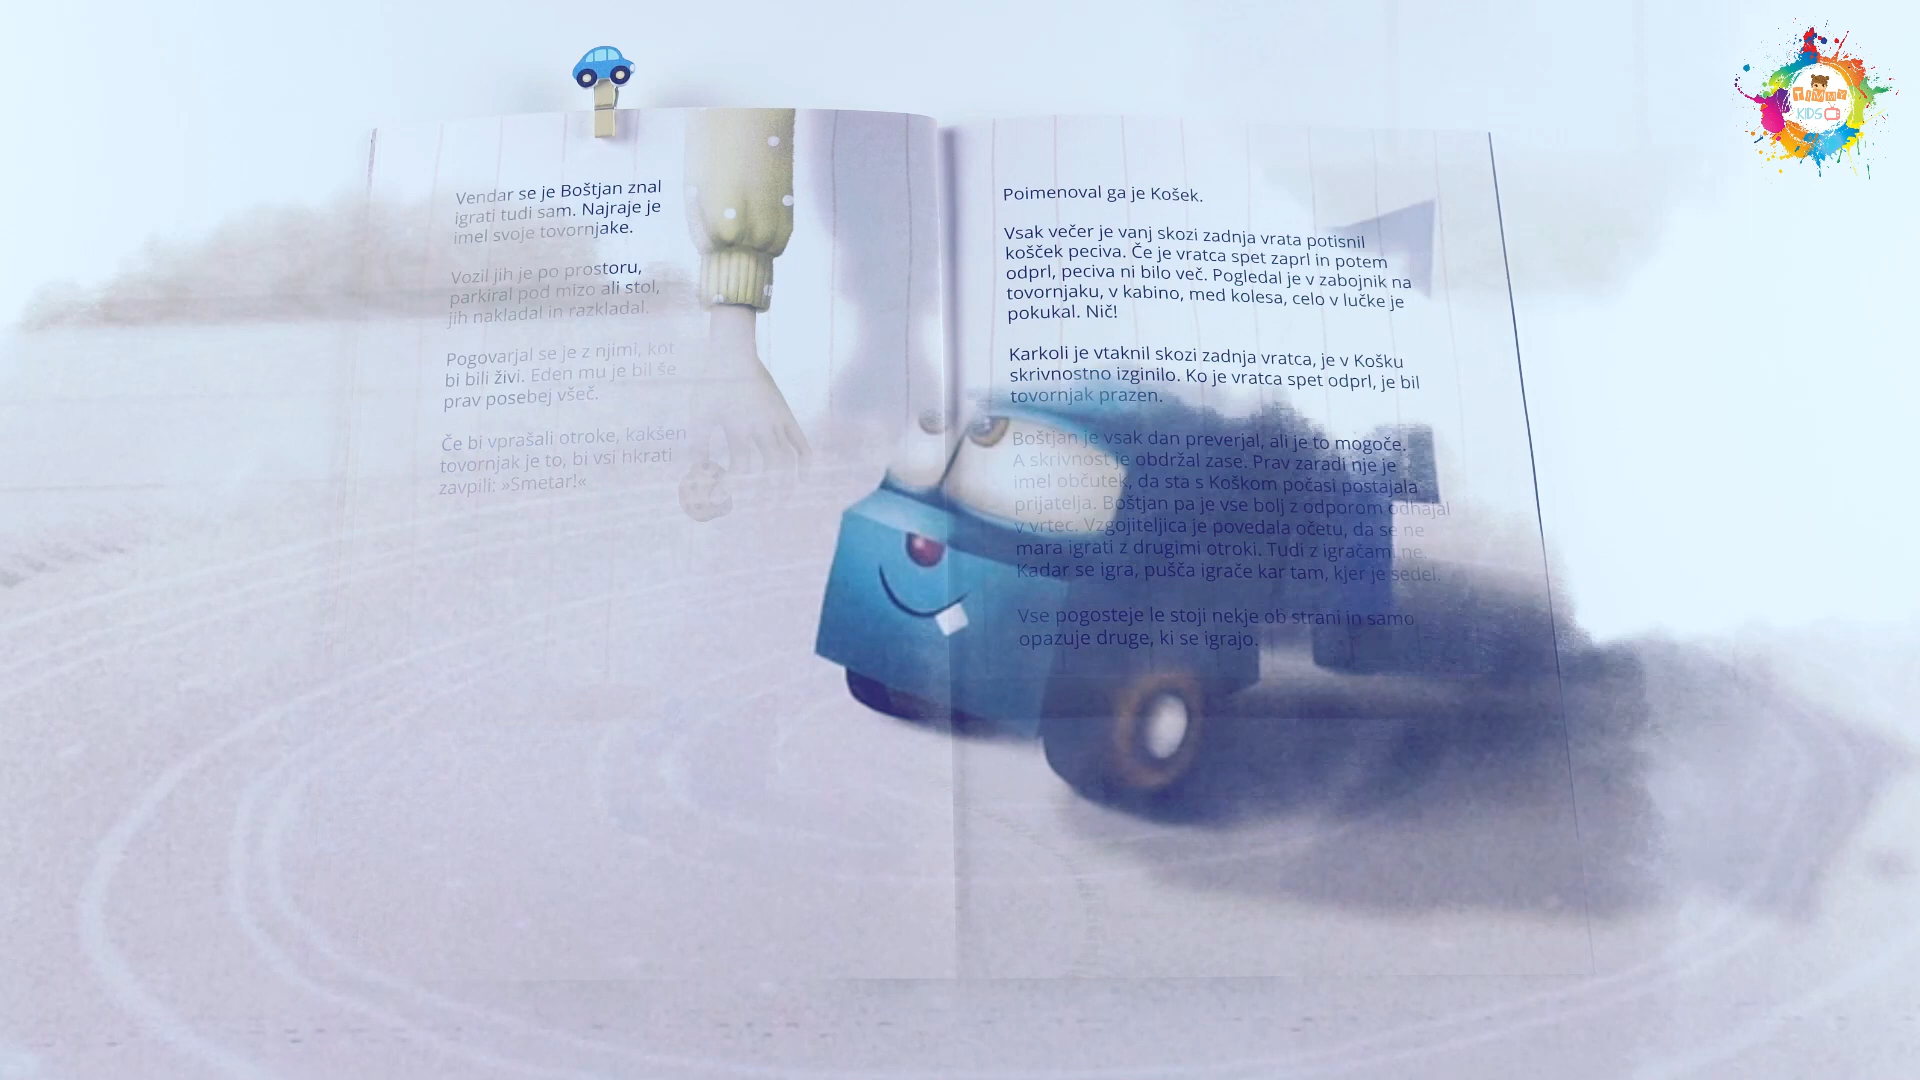 Vendar se je Boštjan znal
igrati tudi sam. Najraje je
imel svoje tovornjake.
Vozil jih je po prostoru,
parkiral pod mizo ali stol,
jih nakladal in razkladal.
Pogovarjal se je z njimi, kot
bi bili živi. Eden mu je bil še
prav posebej všeč.
Če bi vprašali otroke, kakšen
tovornjak je to, bi vsi hkrati
zavpili: »Smetar!«
Poimenoval ga je Košek.
Vsak večer je vanj skozi zadnja vrata potisnil
košček peciva. Če je vratca spet zaprl in potem
odprl, peciva ni bilo več. Pogledal je v zabojnik na
tovornjaku, v kabino, med kolesa, celo v lučke je
pokukal. Nič!
Karkoli je vtaknil skozi zadnja vratca, je v Košku
skrivnostno izginilo. Ko je vratca spet odprl, je bil
tovornjak prazen.
Boštjan je vsak dan preverjal, ali je to mogoče.
A skrivnost je obdržal zase. Prav zaradi nje je
imel občutek, da sta s Koškom počasi postajala
prijatelja. Boštjan pa je vse bolj z odporom odhajal
v vrtec. Vzgojiteljica je povedala očetu, da se ne
mara igrati z drugimi otroki. Tudi z igračami ne.
Kadar se igra, pušča igrače kar tam, kjer je sedel.
Vse pogosteje le stoji nekje ob strani in samo
opazuje druge, ki se igrajo.
TIMMY
KIDS